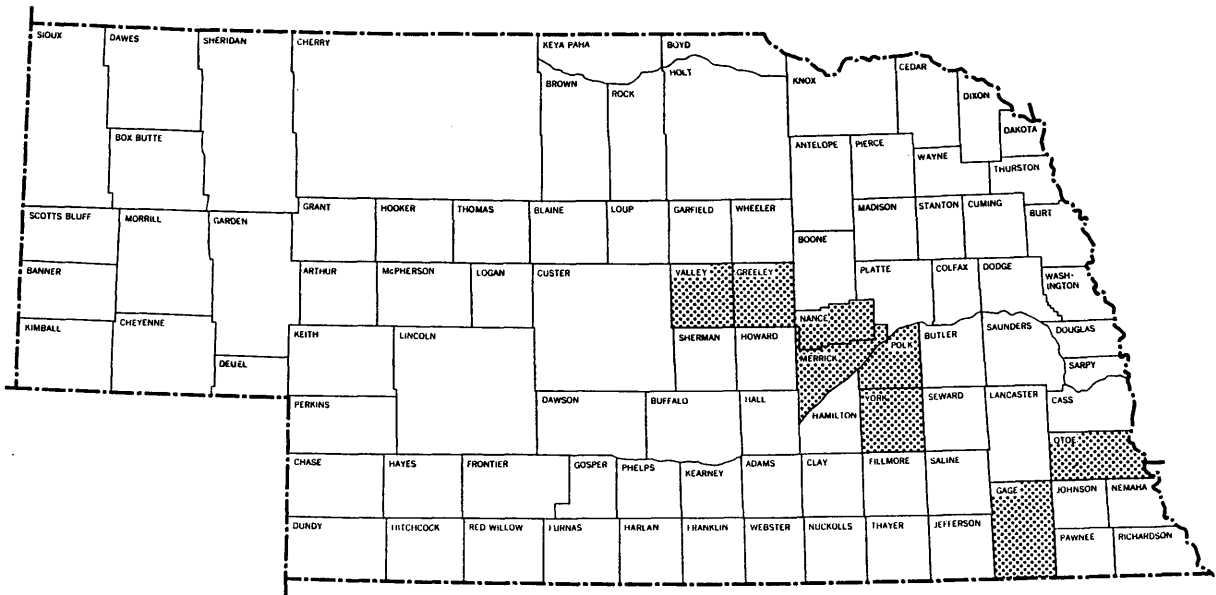 SIOUX
DAWES
SHERIDAN
CHERRY
KEYA PAHA
BOYD
HOLT
BROWN
ROCK
KNOX
CEDAR
DIXON
DAKOTA
BOX BUTTE
ANTELOPE
PIERCE
WAYNE
THURSTON
SCOTTS BLUFF
MORRILL
GARDEN
GRANT
HOOKER
THOMAS
BLAINE
LOUP
GARFIELD
WHEELER
MADISON
STANTON
CUMING
BURT
BOONE
BANNER
ARTHUR
McPHERSON
LOGAN
CUSTER
VALLEY
GREELEY
PLATTE
COLFAX
DODGE
WASH-
INGTON
KIMBALL
CHEYENNE
DEUEL
KEITH
LINCOLN
SHERMAN
HOWARD
NANCE
MERRICK
POLK
BUTLER
SAUNDERS
DOUGLAS
SARPY
PERKINS
DAWSON
BUFFALO
HALL
HAMILTON
YORK
SEWARD
LANCASTER
CASS
OTOE
CHASE
HAYES
FRONTIER
GOSPER
PHELPS
KEARNEY
ADAMS
CLAY
FILLMORE
SALINE
GAGE
JOHNSON
NEMAHA
DUNDY
HITCHCOCK
RED WILLOW
FURNAS
HARLAN
FRANKLIN
WEBSTER
NUCKOLLS
THAYER
JEFFERSON
PAWNEE
RICHARDSON